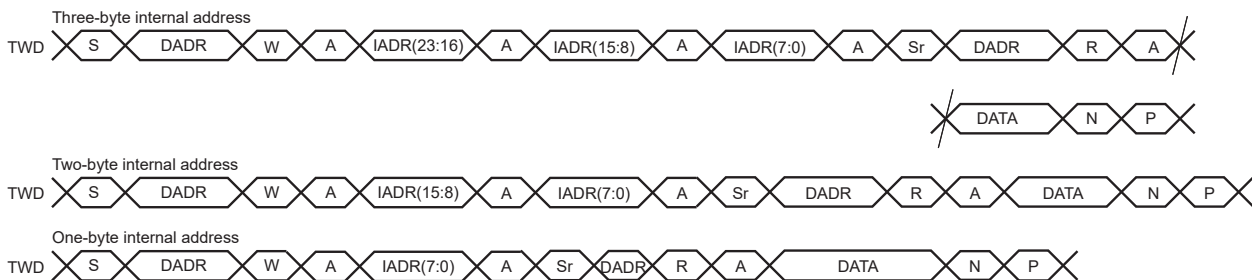 Three-byte internal address
TWD S DADR W A IADR(23:16) A IADR(15:8) A IADR(7:0) A Sr DADR R A
DATA N P
Two-byte internal address
TWD S DADR W A IADR(15:8) A IADR(7:0) A Sr DADR R A DATA N P
One-byte internal address
TWD S DADR W A IADR(7:0) A Sr DADR R A DATA N P